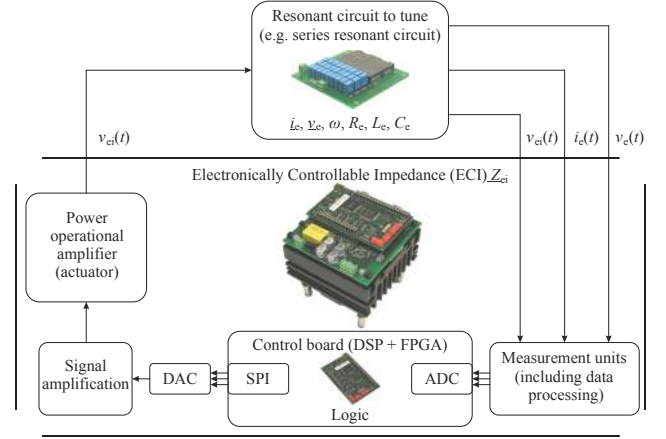 Resonant circuit to tune
(e.g. series resonant circuit)
i_e, v_e, ω, R_e, L_e, C_e
v_ei(t)
v_ei(t)
i_e(t)
v_e(t)
Electronically Controllable Impedance (ECI) Z_ei
Power
operational
amplifier
(actuator)
Control board (DSP + FPGA)
Signal
amplification
DAC
SPI
ADC
Logic
Measurement units
(including data
processing)